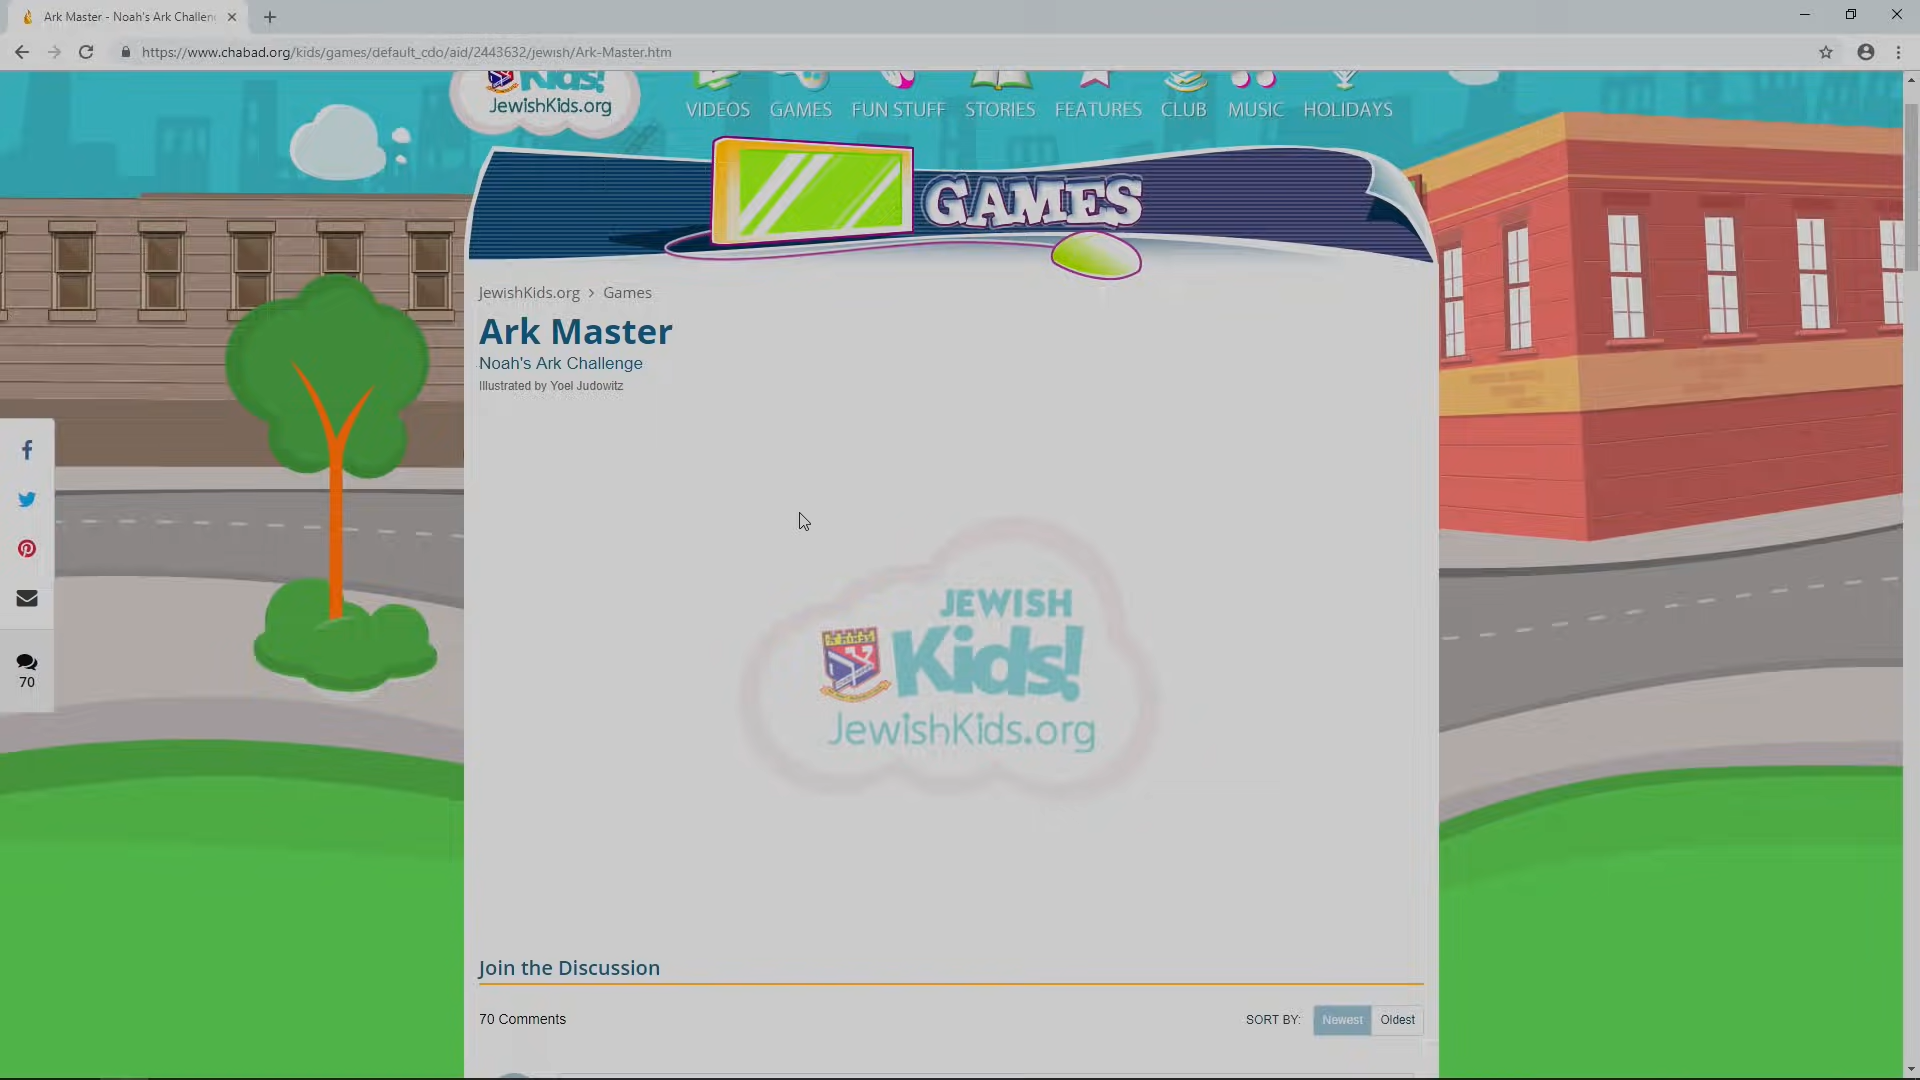 Ark Master - Noah's Ark Challen
https://www.chabad.org/kids/games/default_cdo/aid/2443632/jewish/Ark-Master.htm
Kids!
JewishKids.org
VIDEOS GAMES FUN STUFF STORIES FEATURES CLUB MUSIC HOLIDAYS
GAMES
JewishKids.org > Games
Ark Master
Noah's Ark Challenge
Illustrated by Yoel Judowitz
JEWISH
Kids!
JewishKids.org
70
Join the Discussion
70 Comments
SORT BY: Newest Oldest